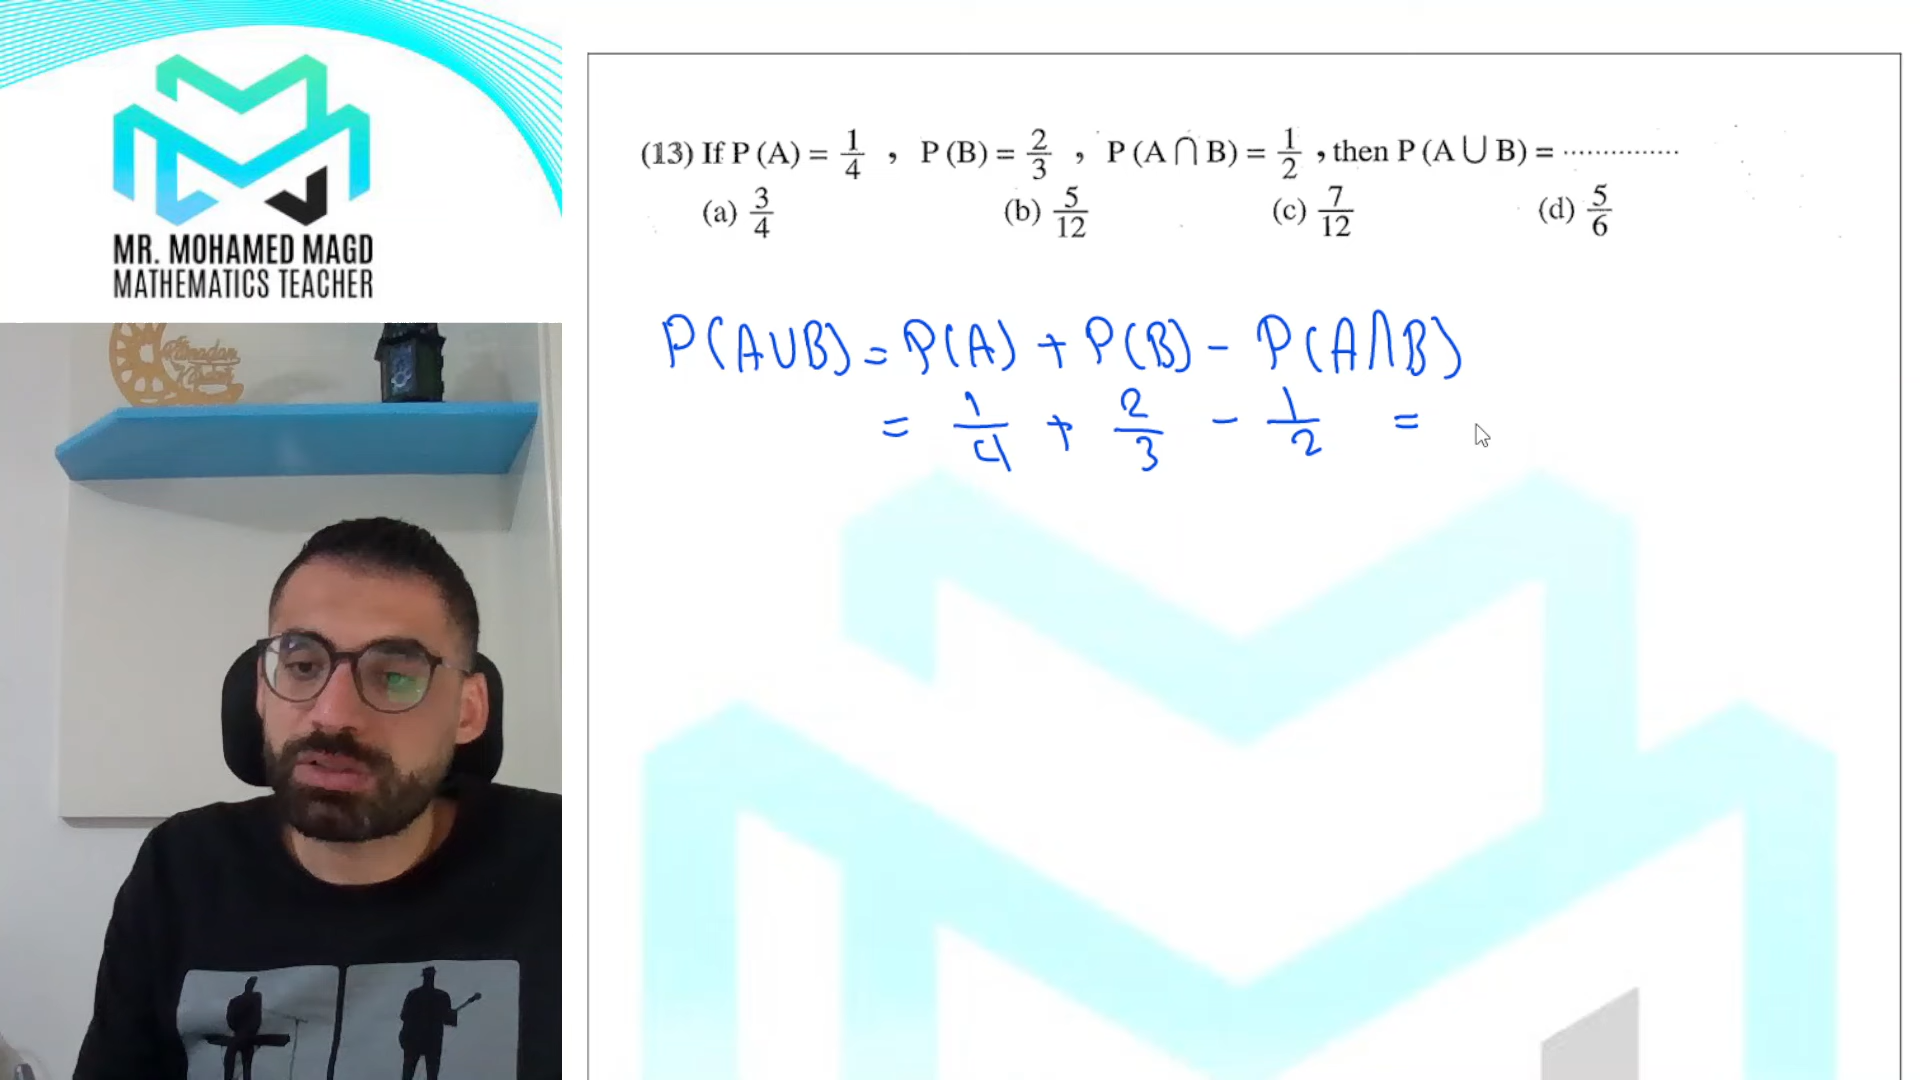 MR. MOHAMED MAGD
MATHEMATICS TEACHER
Ramadan
(13) If P (A) = 1/4 , P (B) = 2/3 , P (A ∩ B) = 1/2 , then P (A ∪ B) = ...............
(a) 3/4 (b) 5/12 (c) 7/12 (d) 5/6
P(A∪B) = P(A) + P(B) - P(A∩B)
= 1/4 + 2/3 - 1/2 =